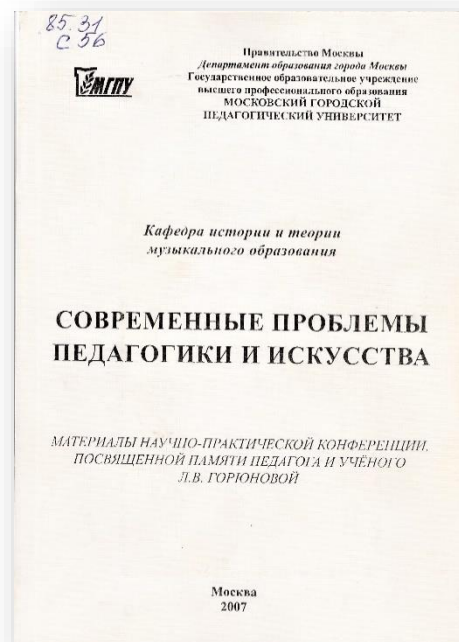 85.31
С 56
МГПУ
Правительство Москвы
Департамент образования города Москвы
Государственное образовательное учреждение
высшего профессионального образования
МОСКОВСКИЙ ГОРОДСКОЙ
ПЕДАГОГИЧЕСКИЙ УНИВЕРСИТЕТ
Кафедра истории и теории
музыкального образования
СОВРЕМЕННЫЕ ПРОБЛЕМЫ
ПЕДАГОГИКИ И ИСКУССТВА
МАТЕРИАЛЫ НАУЧНО-ПРАКТИЧЕСКОЙ КОНФЕРЕНЦИИ,
ПОСВЯЩЕННОЙ ПАМЯТИ ПЕДАГОГА И УЧЁНОГО
Л.В. ГОРЮНОВОЙ
Москва
2007